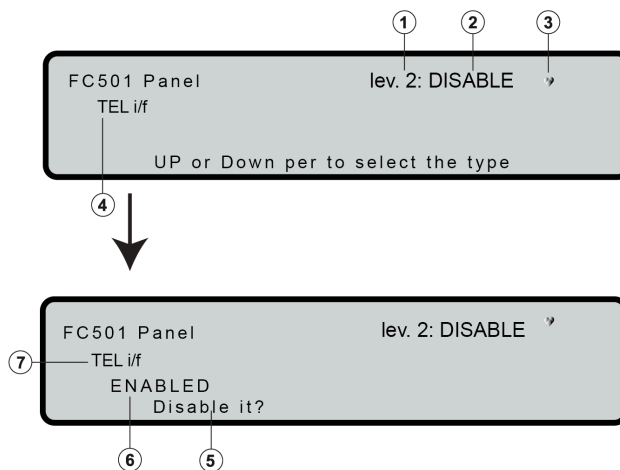 1 2 3
FC501 Panel lev. 2: DISABLE
TEL i/f
UP or Down per to select the type
4
FC501 Panel lev. 2: DISABLE
7 TEL i/f
ENABLED
Disable it?
6 5